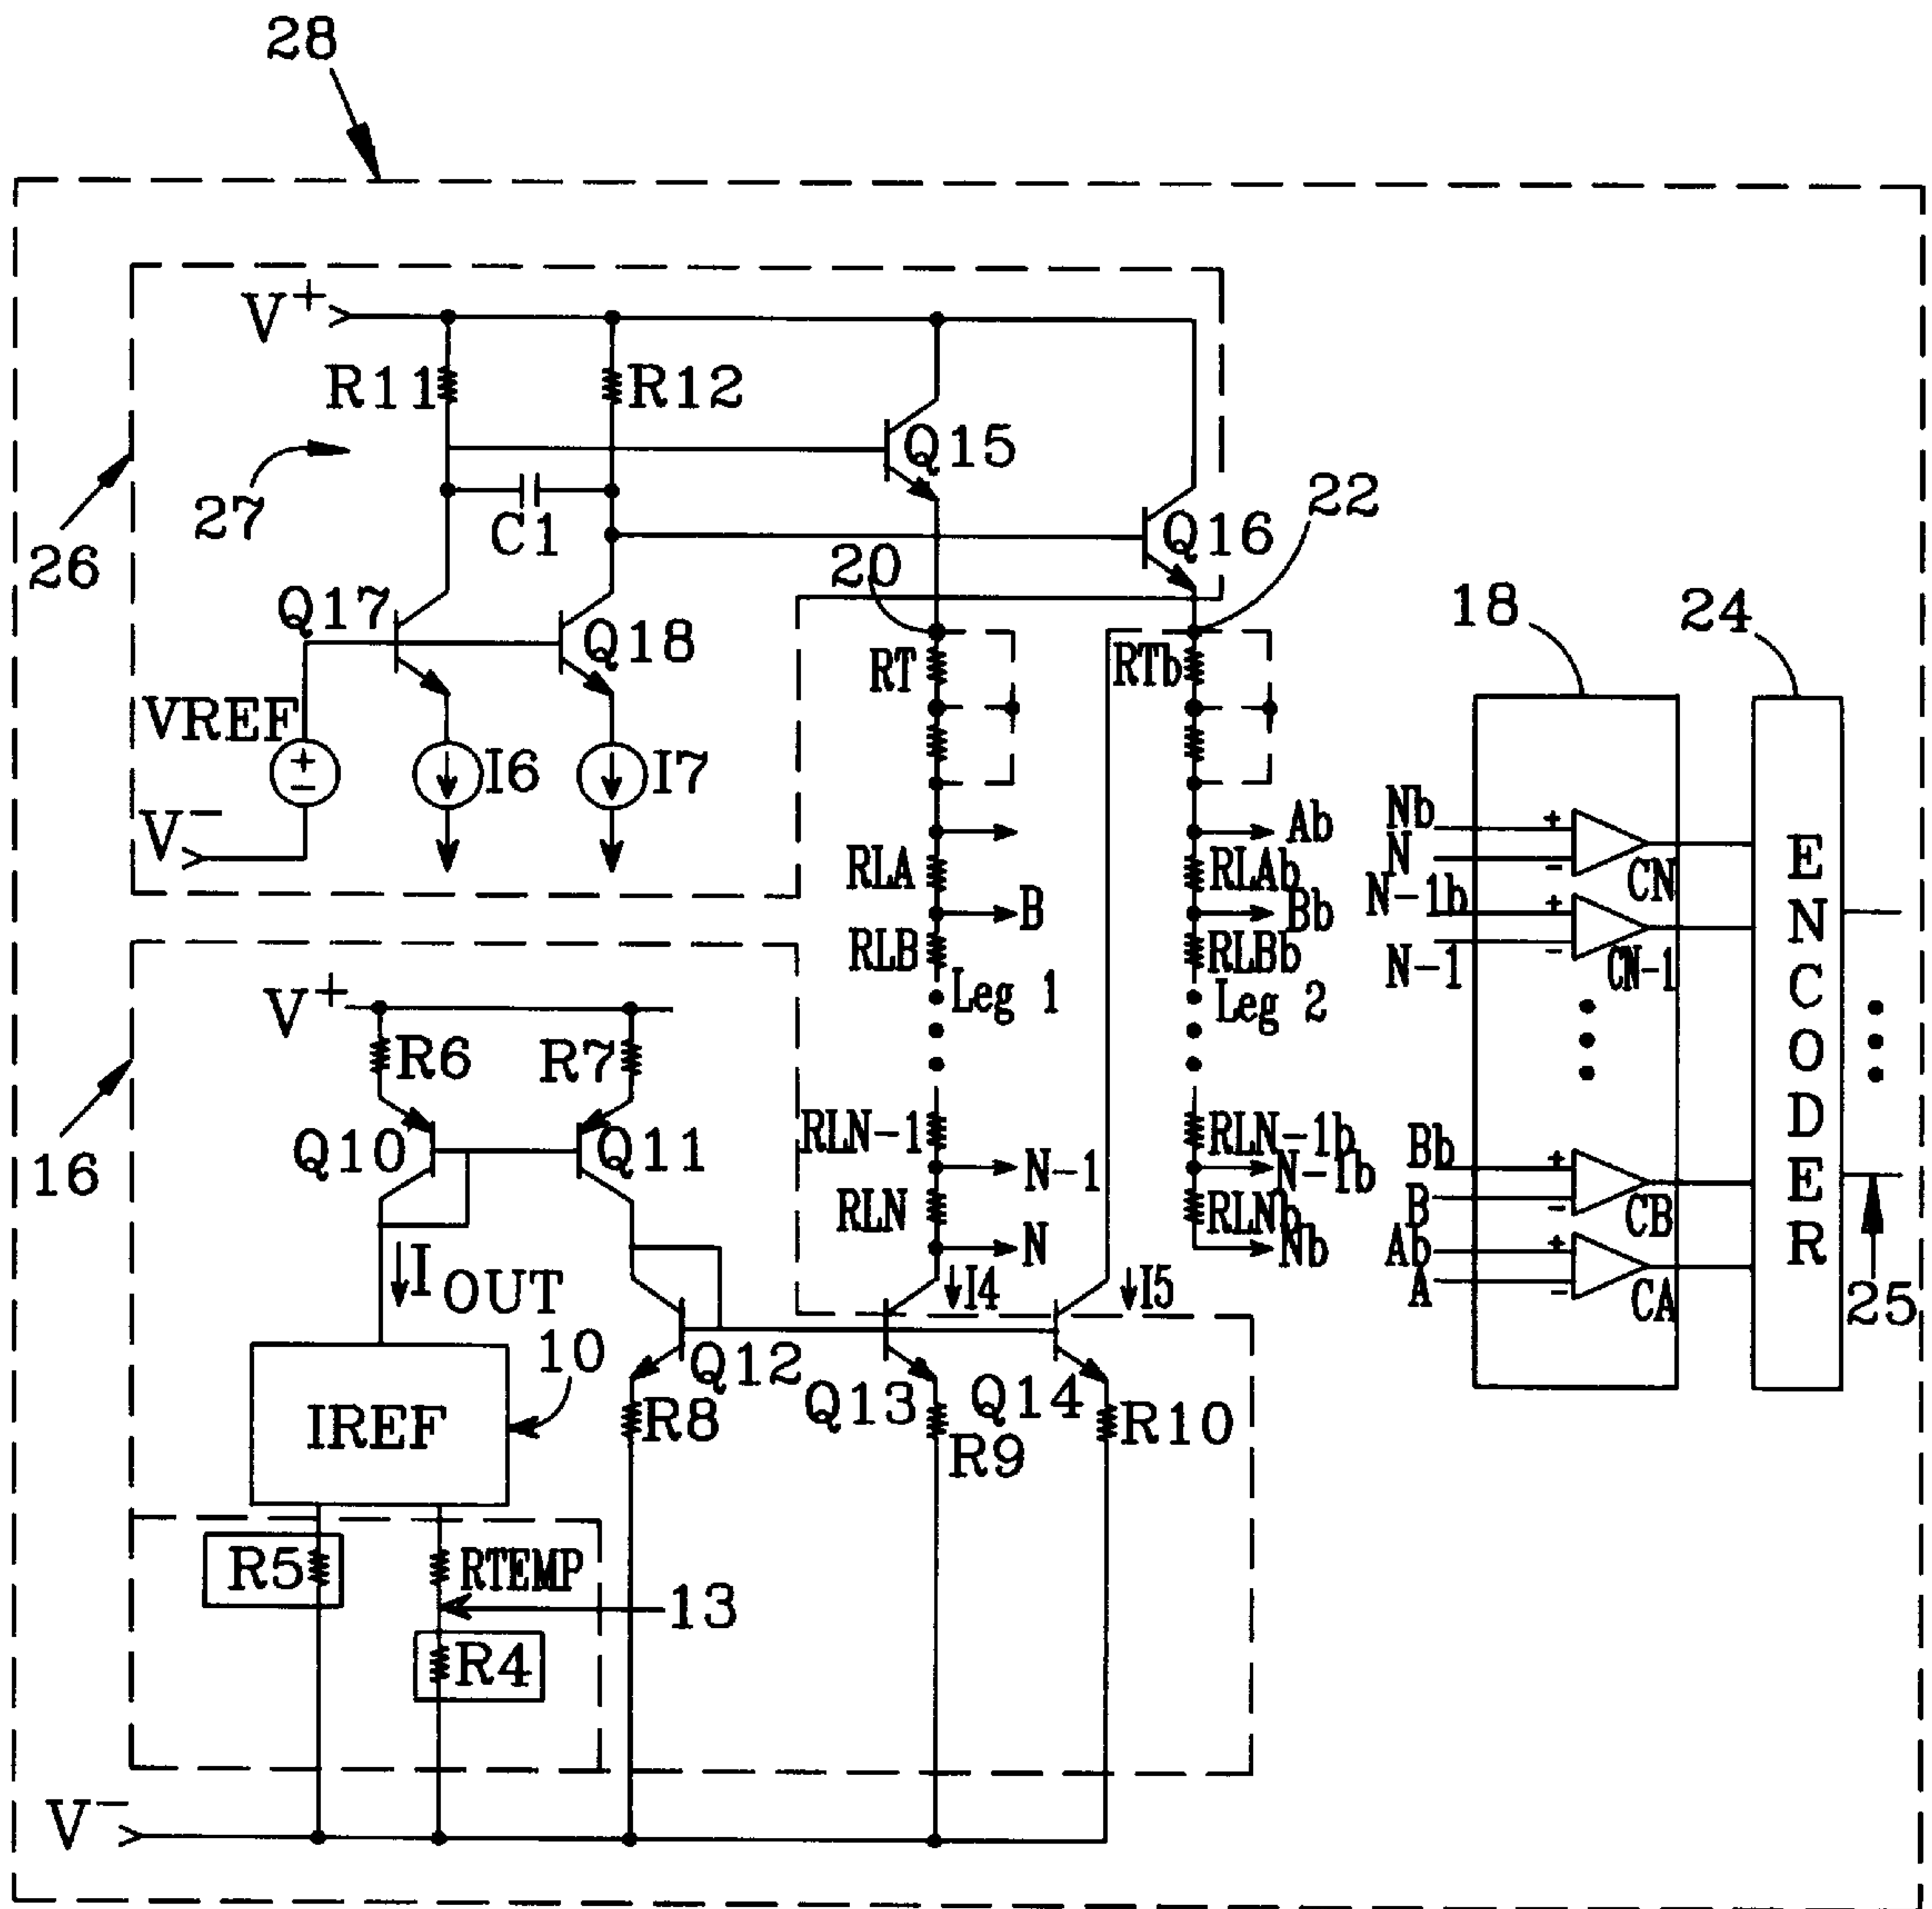 28
V+
R11
R12
Q15
27
C1
Q16
22
26
20
Q17
Q18
18
24
RT
RTb
VREF
+
-
I6
I7
V-
Ab
RLA
RLAb
B
Bb
RLB
RLBb
Leg 1
Leg 2
Nb
+
N
-
CN
N-1b
+
N-1
-
CN-1
ENCODER
V+
R6
R7
Q10
Q11
16
RLN-1
RLN-1b
N-1
N-1b
RLN
RLNb
N
Nb
Bb
+
B
-
CB
Ab
+
A
-
CA
25
I OUT
I4
I5
10
Q12
Q13
Q14
IREF
R8
R9
R10
R5
RTEMP
13
R4
V-